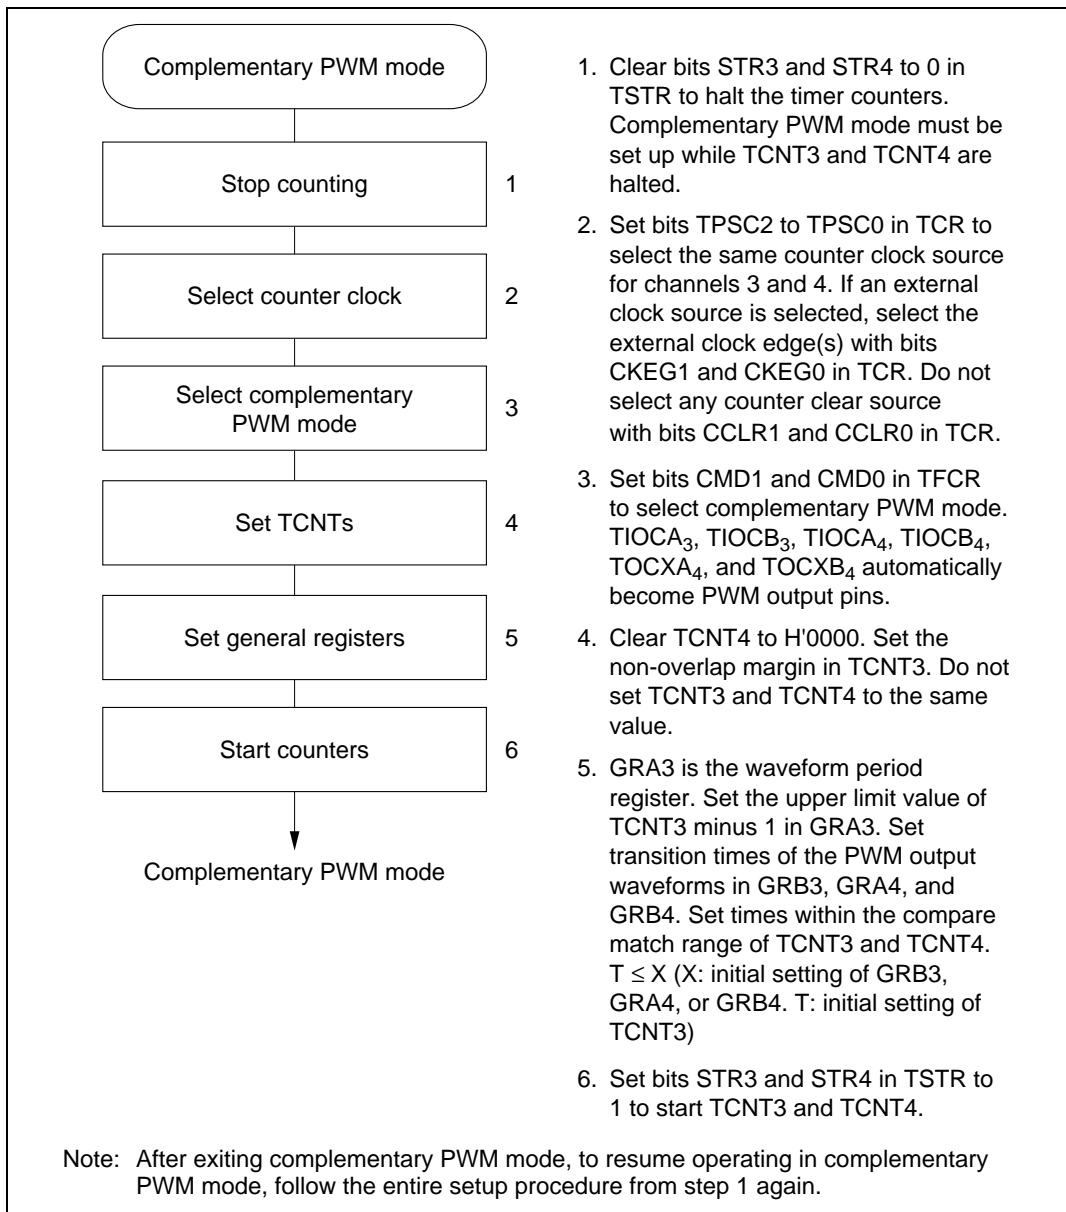 Complementary PWM mode
Stop counting
1
Select counter clock
2
Select complementary
PWM mode
3
Set TCNTs
4
Set general registers
5
Start counters
6
Complementary PWM mode
1. Clear bits STR3 and STR4 to 0 in
TSTR to halt the timer counters.
Complementary PWM mode must be
set up while TCNT3 and TCNT4 are
halted.
2. Set bits TPSC2 to TPSC0 in TCR to
select the same counter clock source
for channels 3 and 4. If an external
clock source is selected, select the
external clock edge(s) with bits
CKEG1 and CKEG0 in TCR. Do not
select any counter clear source
with bits CCLR1 and CCLR0 in TCR.
3. Set bits CMD1 and CMD0 in TFCR
to select complementary PWM mode.
TIOCA3, TIOCB3, TIOCA4, TIOCB4,
TOCXA4, and TOCXB4 automatically
become PWM output pins.
4. Clear TCNT4 to H'0000. Set the
non-overlap margin in TCNT3. Do not
set TCNT3 and TCNT4 to the same
value.
5. GRA3 is the waveform period
register. Set the upper limit value of
TCNT3 minus 1 in GRA3. Set
transition times of the PWM output
waveforms in GRB3, GRA4, and
GRB4. Set times within the compare
match range of TCNT3 and TCNT4.
T ≤ X (X: initial setting of GRB3,
GRA4, or GRB4. T: initial setting of
TCNT3)
6. Set bits STR3 and STR4 in TSTR to
1 to start TCNT3 and TCNT4.
Note: After exiting complementary PWM mode, to resume operating in complementary
PWM mode, follow the entire setup procedure from step 1 again.